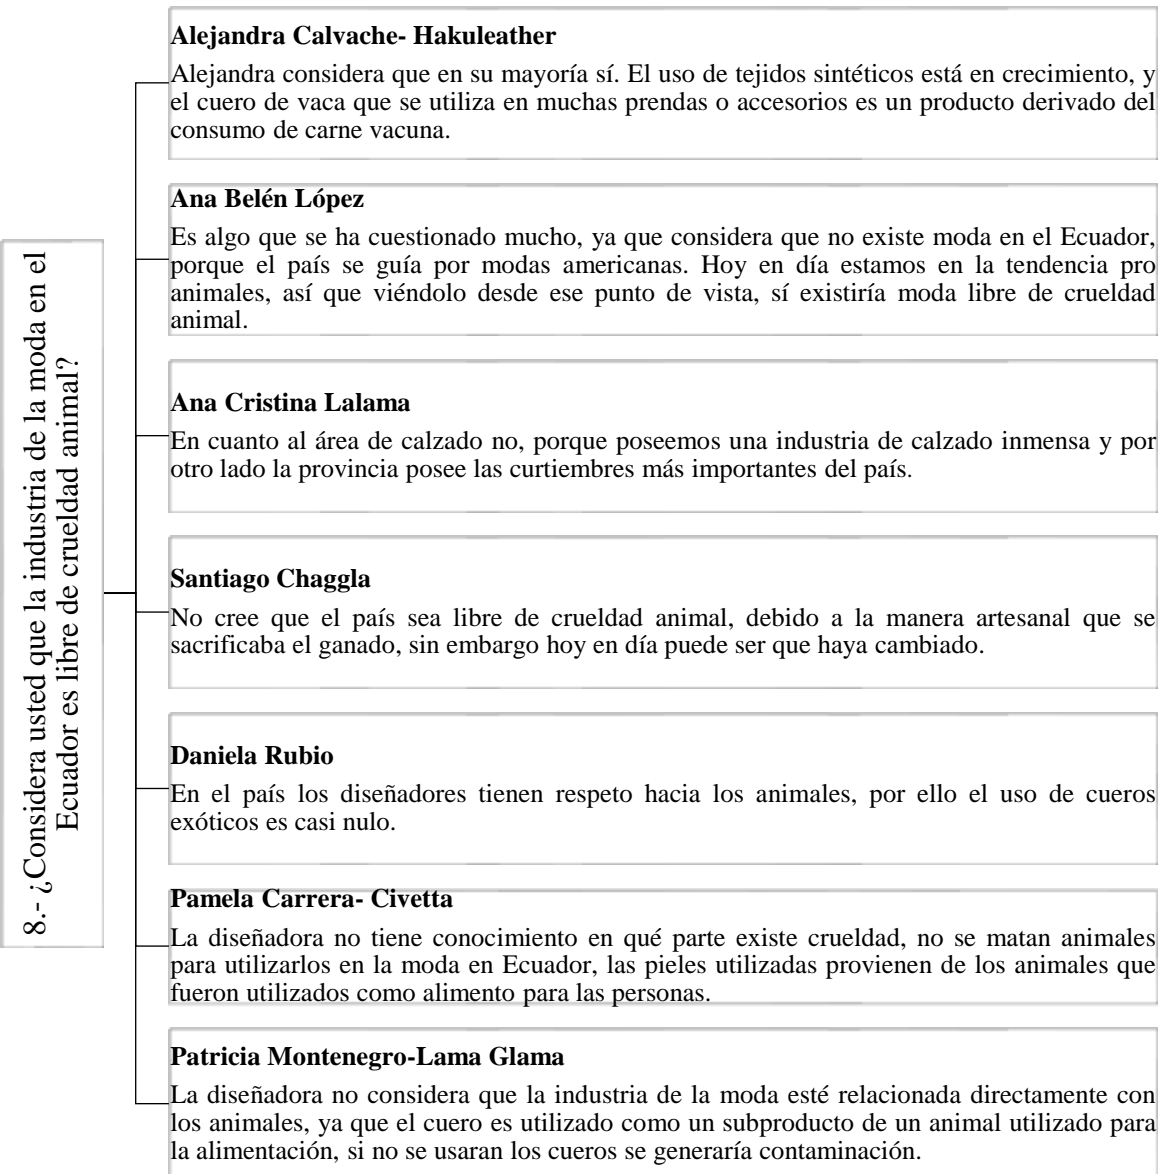 8.- ¿Considera usted que la industria de la moda en el
Ecuador es libre de crueldad animal?
Alejandra Calvache- Hakuleather
Alejandra considera que en su mayoría sí. El uso de tejidos sintéticos está en crecimiento, y
el cuero de vaca que se utiliza en muchas prendas o accesorios es un producto derivado del
consumo de carne vacuna.
Ana Belén López
Es algo que se ha cuestionado mucho, ya que considera que no existe moda en el Ecuador,
porque el país se guía por modas americanas. Hoy en día estamos en la tendencia pro
animales, así que viéndolo desde ese punto de vista, sí existiría moda libre de crueldad
animal.
Ana Cristina Lalama
En cuanto al área de calzado no, porque poseemos una industria de calzado inmensa y por
otro lado la provincia posee las curtiembres más importantes del país.
Santiago Chaggla
No cree que el país sea libre de crueldad animal, debido a la manera artesanal que se
sacrificaba el ganado, sin embargo hoy en día puede ser que haya cambiado.
Daniela Rubio
En el país los diseñadores tienen respeto hacia los animales, por ello el uso de cueros
exóticos es casi nulo.
Pamela Carrera- Civetta
La diseñadora no tiene conocimiento en qué parte existe crueldad, no se matan animales
para utilizarlos en la moda en Ecuador, las pieles utilizadas provienen de los animales que
fueron utilizados como alimento para las personas.
Patricia Montenegro-Lama Glama
La diseñadora no considera que la industria de la moda esté relacionada directamente con
los animales, ya que el cuero es utilizado como un subproducto de un animal utilizado para
la alimentación, si no se usaran los cueros se generaría contaminación.